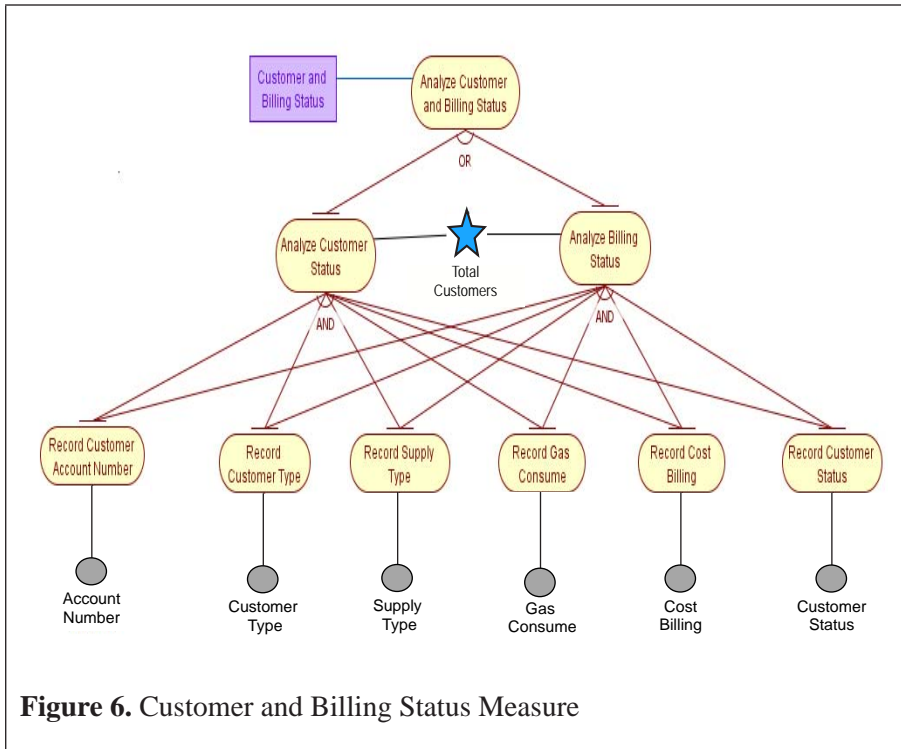 Customer and
Billing Status
Analyze Customer
and Billing Status
OR
Analyze Customer
Status
Total
Customers
Analyze Billing
Status
AND
AND
Record Customer
Account Number
Record
Customer Type
Record Supply
Type
Record Gas
Consume
Record Cost
Billing
Record Customer
Status
Account
Number
Customer
Type
Supply
Type
Gas
Consume
Cost
Billing
Customer
Status
Figure 6. Customer and Billing Status Measure